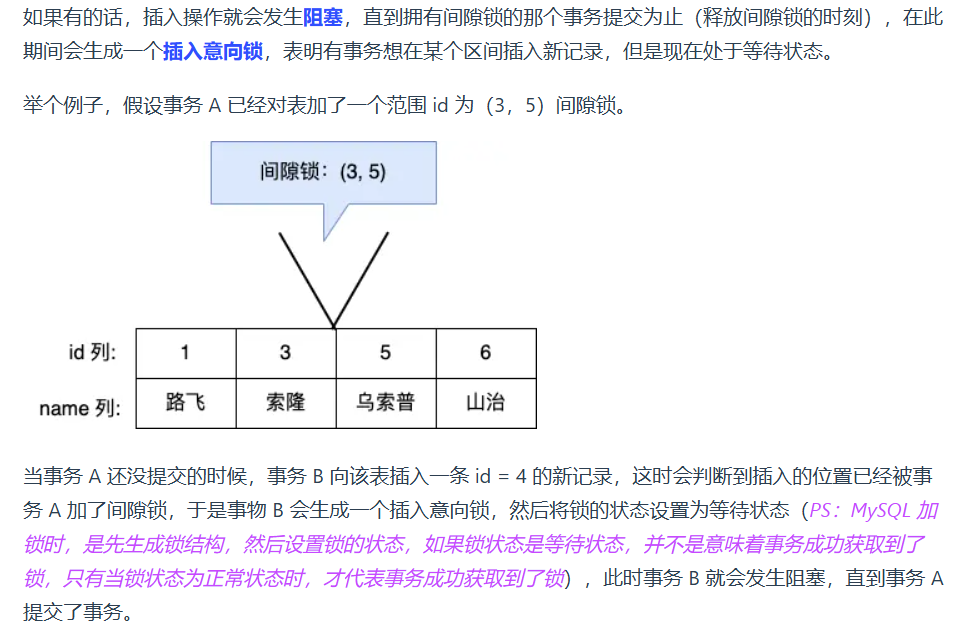 如果有的话，插入操作就会发生阻塞，直到拥有间隙锁的那个事务提交为止（释放间隙锁的时刻），在此
期间会生成一个插入意向锁，表明有事务想在某个区间插入新记录，但是现在处于等待状态。
举个例子，假设事务 A 已经对表加了一个范围 id 为（3，5）间隙锁。
间隙锁：(3, 5)
id 列: 1 3 5 6
name 列: 路飞 索隆 乌索普 山治
当事务 A 还没提交的时候，事务 B 向该表插入一条 id = 4 的新记录，这时会判断到插入的位置已经被事
务 A 加了间隙锁，于是事物 B 会生成一个插入意向锁，然后将锁的状态设置为等待状态（PS：MySQL 加
锁时，是先生成锁结构，然后设置锁的状态，如果锁状态是等待状态，并不是意味着事务成功获取到了
锁，只有当锁状态为正常状态时，才代表事务成功获取到了锁），此时事务 B 就会发生阻塞，直到事务 A
提交了事务。